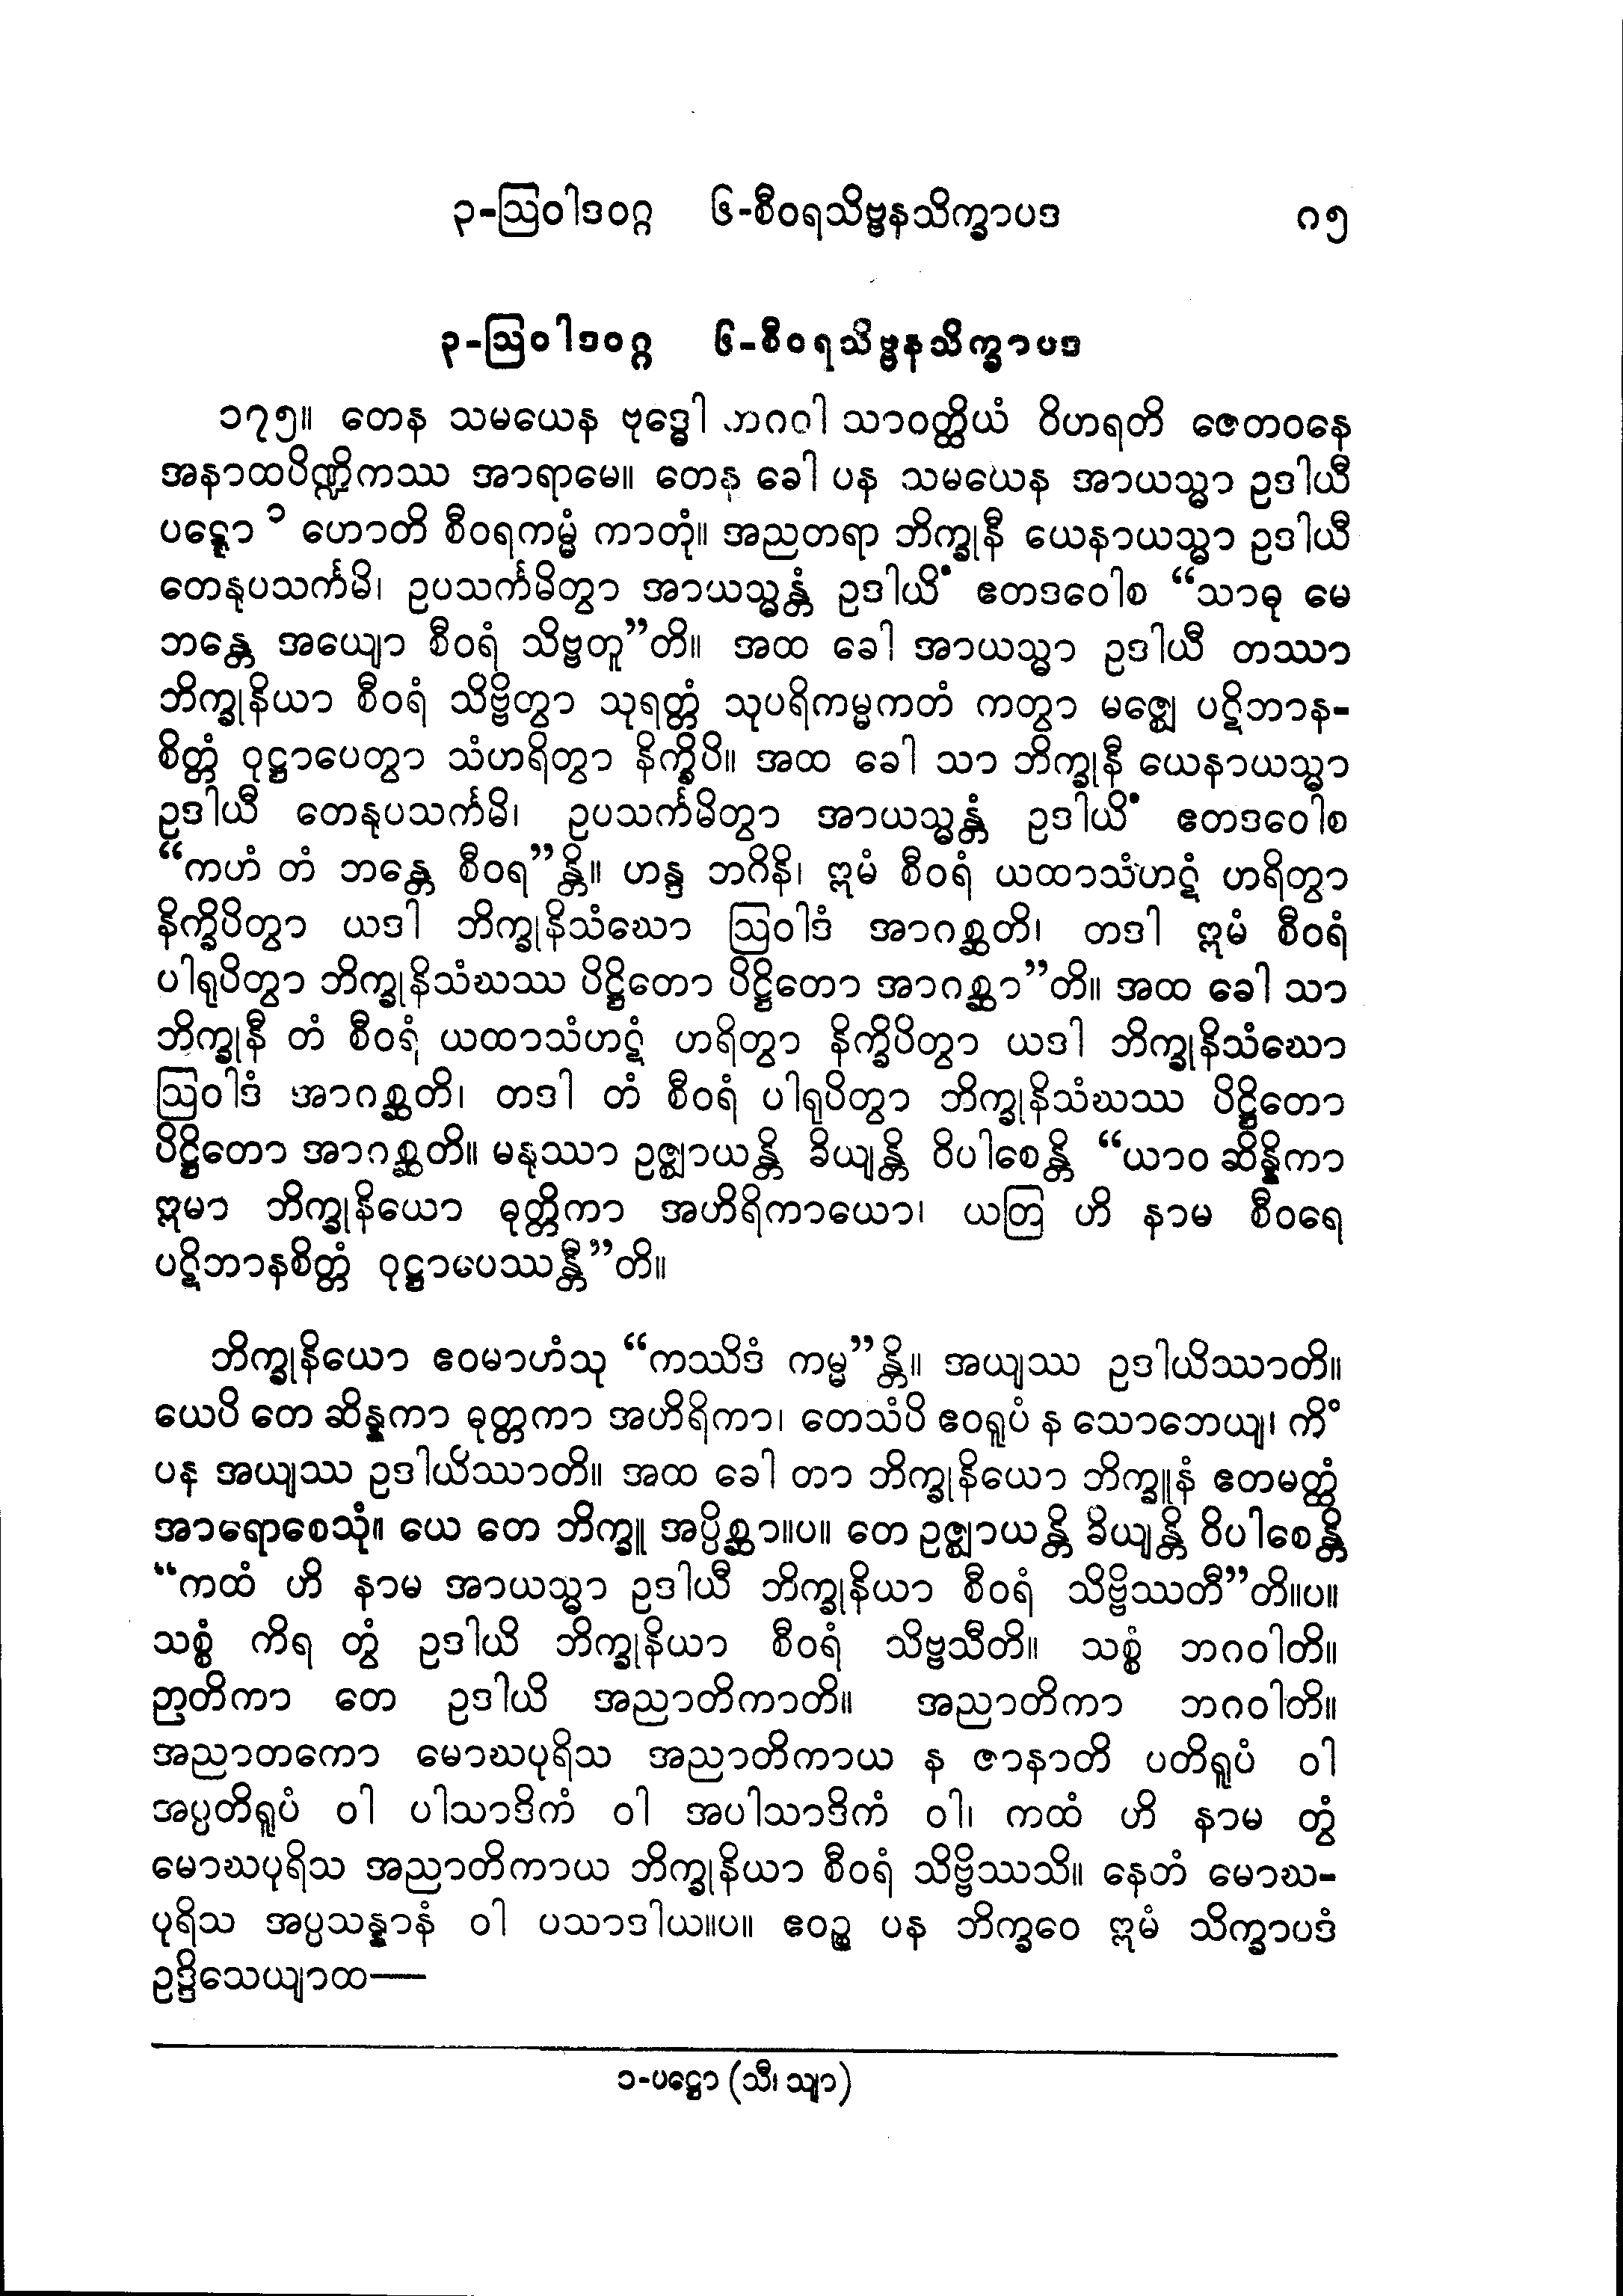 ၃-ဩဝါဒဝဂ္ဂ ၆-စီဝရသိဗ္ဗနသိက္ခာပဒ ဂ၅
၃-ဩဝါဒဝဂ္ဂ ၆-စီဝရသိဗ္ဗနသိက္ခာပဒ
၁၇၅။ တေန သမယေန ဗုဒ္ဓေါ ဘဂဝါ သာဝတ္ထိယံ ဝိဟရတိ ဇေတဝနေ
အနာထပိဏ္ဍိကဿ အာရာမေ။ တေန ခေါ ပန သမယေန အာယသ္မာ ဥဒါယီ
ပဋ္ဋော ၁ ဟောတိ စီဝရကမ္မံ ကာတုံ။ အညတရာ ဘိက္ခုနီ ယေနာယသ္မာ ဥဒါယီ
တေနုပသင်္ကမိ၊ ဥပသင်္ကမိတွာ အာယသ္မန္တံ ဥဒါယိံ ဧတဒဝေါစ “သာဓု မေ
ဘန္တေ အယျော စီဝရံ သိဗ္ဗတူ”တိ။ အထ ခေါ အာယသ္မာ ဥဒါယီ တဿာ
ဘိက္ခုနိယာ စီဝရံ သိဗ္ဗိတွာ သုရတ္တံ သုပရိကမ္မကတံ ကတွာ မဇ္ဈေ ပဋိဘာန-
စိတ္တံ ဝုဋ္ဌာပေတွာ သံဟရိတွာ နိက္ခိပိ။ အထ ခေါ သာ ဘိက္ခုနီ ယေနာယသ္မာ
ဥဒါယီ တေနုပသင်္ကမိ၊ ဥပသင်္ကမိတွာ အာယသ္မန္တံ ဥဒါယိံ ဧတဒဝေါစ
“ကဟံ တံ ဘန္တေ စီဝရ”န္တိ။ ဟန္ဒ ဘဂိနိ၊ ဣမံ စီဝရံ ယထာသံဟဋံ ဟရိတွာ
နိက္ခိပိတွာ ယဒါ ဘိက္ခုနိသံဃော ဩဝါဒံ အာဂစ္ဆတိ၊ တဒါ ဣမံ စီဝရံ
ပါရုပိတွာ ဘိက္ခုနိသံဃဿ ပိဋ္ဌိတော ပိဋ္ဌိတော အာဂစ္ဆာ”တိ။ အထ ခေါ သာ
ဘိက္ခုနီ တံ စီဝရံ ယထာသံဟဋံ ဟရိတွာ နိက္ခိပိတွာ ယဒါ ဘိက္ခုနိသံဃော
ဩဝါဒံ အာဂစ္ဆတိ၊ တဒါ တံ စီဝရံ ပါရုပိတွာ ဘိက္ခုနိသံဃဿ ပိဋ္ဌိတော
ပိဋ္ဌိတော အာဂစ္ဆတိ။ မနုဿာ ဥဇ္ဈာယန္တိ ခိယျန္တိ ဝိပါစေန္တိ “ယာဝ ဆိန္နိကာ
ဣမာ ဘိက္ခုနိယော ဓုတ္တိကာ အဟိရိကာယော၊ ယတြ ဟိ နာမ စီဝရေ
ပဋိဘာနစိတ္တံ ဝုဋ္ဌာပေဿန္တီ”တိ။
ဘိက္ခုနိယော ဧဝမာဟံသု “ကဿိဒံ ကမ္မ”န္တိ။ အယျဿ ဥဒါယိဿာတိ။
ယေပိ တေ ဆိန္နကာ ဓုတ္တကာ အဟိရိကာ၊ တေသံပိ ဧဝရူပံ န သောဘေယျ၊ ကိံ
ပန အယျဿ ဥဒါယိဿာတိ။ အထ ခေါ တာ ဘိက္ခုနိယော ဘိက္ခူနံ ဧတမတ္ထံ
အာရောစေသုံ။ ယေ တေ ဘိက္ခူ အပ္ပိစ္ဆာ။ပ။ တေ ဥဇ္ဈာယန္တိ ခိယျန္တိ ဝိပါစေန္တိ
“ကထံ ဟိ နာမ အာယသ္မာ ဥဒါယီ ဘိက္ခုနိယာ စီဝရံ သိဗ္ဗိဿတီ”တိ။ပ။
သစ္စံ ကိရ တွံ ဥဒါယိ ဘိက္ခုနိယာ စီဝရံ သိဗ္ဗသီတိ။ သစ္စံ ဘဂဝါတိ။
ဉာတိကာ တေ ဥဒါယိ အညာတိကာတိ။ အညာတိကာ ဘဂဝါတိ။
အညာတကော မောဃပုရိသ အညာတိကာယ န ဇာနာတိ ပတိရူပံ ဝါ
အပ္ပတိရူပံ ဝါ ပါသာဒိကံ ဝါ အပါသာဒိကံ ဝါ၊ ကထံ ဟိ နာမ တွံ
မောဃပုရိသ အညာတိကာယ ဘိက္ခုနိယာ စီဝရံ သိဗ္ဗိဿသိ။ နေတံ မောဃ-
ပုရိသ အပ္ပသန္နာနံ ဝါ ပသာဒါယ။ပ။ ဧဝဉ္စ ပန ဘိက္ခဝေ ဣမံ သိက္ခာပဒံ
ဥဒ္ဒိသေယျာထ—
၁-ပဋ္ဌော (သီ၊ သျာ)